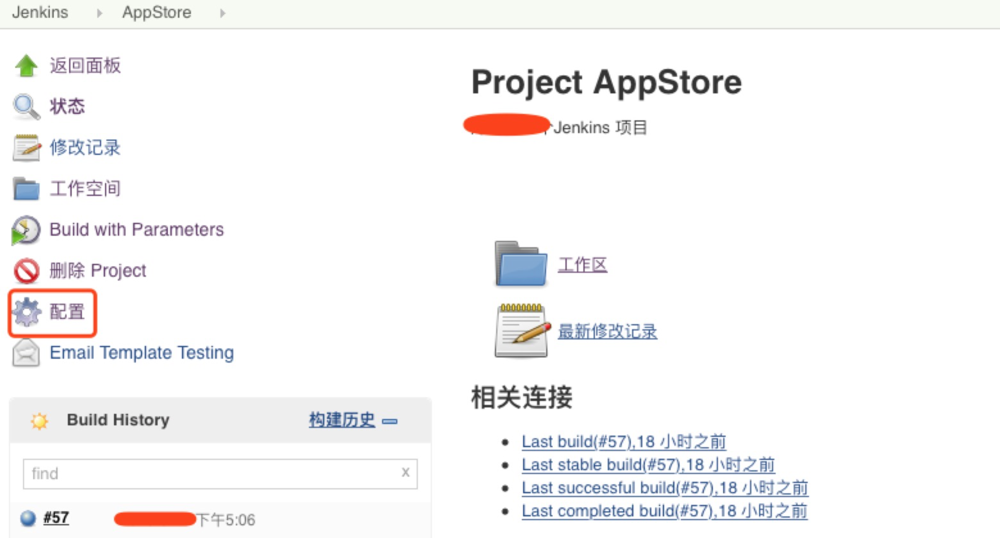 Jenkins AppStore
返回面板
状态
修改记录
工作空间
Build with Parameters
删除 Project
配置
Email Template Testing
Build History 构建历史
find x
#57 下午5:06
Project AppStore
Jenkins 项目
工作区
最新修改记录
相关连接
Last build(#57),18 小时之前
Last stable build(#57),18 小时之前
Last successful build(#57),18 小时之前
Last completed build(#57),18 小时之前